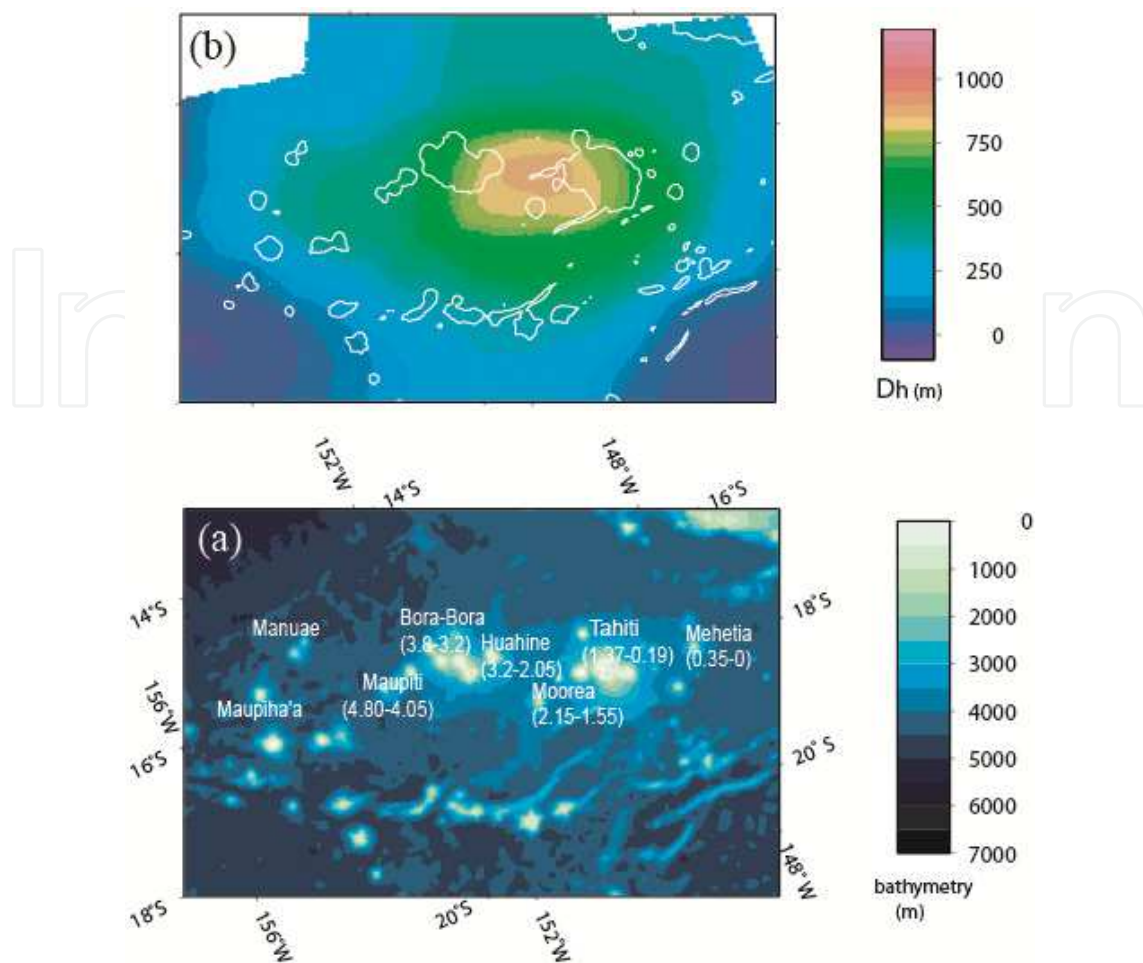 (b)
1000
750
500
250
0
Dh (m)
152°W
14°S
148°W
16°S
(a)
0
1000
2000
3000
4000
5000
6000
7000
bathymetry
(m)
14°S
18°S
Manuae
Bora-Bora
(3.8-3.2)
Huahine
(3.2-2.05)
Tahiti
(1.37-0.19)
Mehetia
(0.35-0)
Maupiti
(4.80-4.05)
Moorea
(2.15-1.55)
Maupiha'a
156°W
16°S
20°S
148°W
18°S
156°W
20°S
152°W